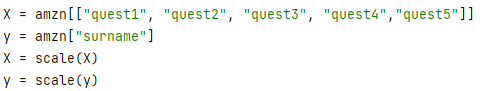 X = amzn[["quest1", "quest2", "quest3", "quest4","quest5"]]
y = amzn["surname"]
X = scale(X)
y = scale(y)